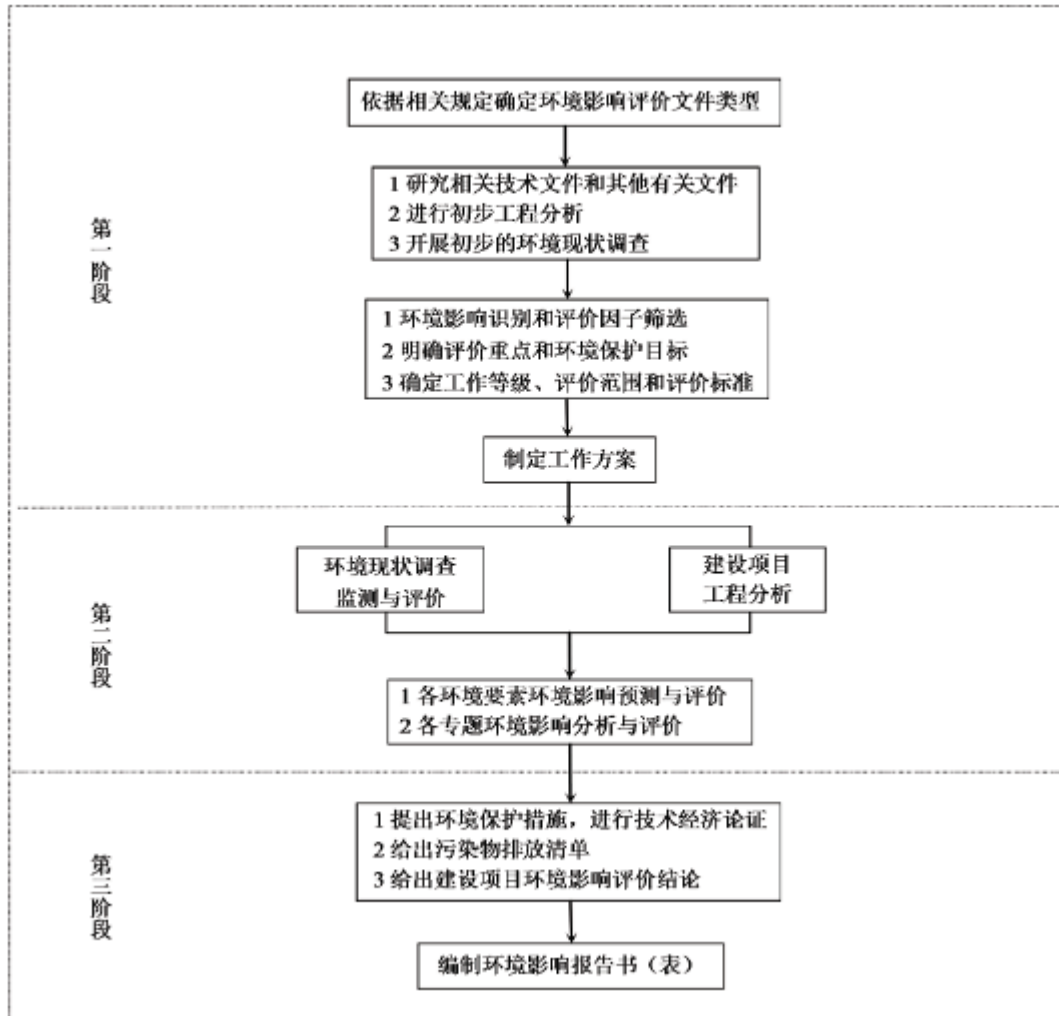 依据相关规定确定环境影响评价文件类型
1 研究相关技术文件和其他有关文件
2 进行初步工程分析
3 开展初步的环境现状调查
第一阶段
1 环境影响识别和评价因子筛选
2 明确评价重点和环境保护目标
3 确定工作等级、评价范围和评价标准
制定工作方案
环境现状调查
监测与评价
建设项目
工程分析
第二阶段
1 各环境要素环境影响预测与评价
2 各专题环境影响分析与评价
1 提出环境保护措施，进行技术经济论证
2 给出污染物排放清单
3 给出建设项目环境影响评价结论
第三阶段
编制环境影响报告书（表）